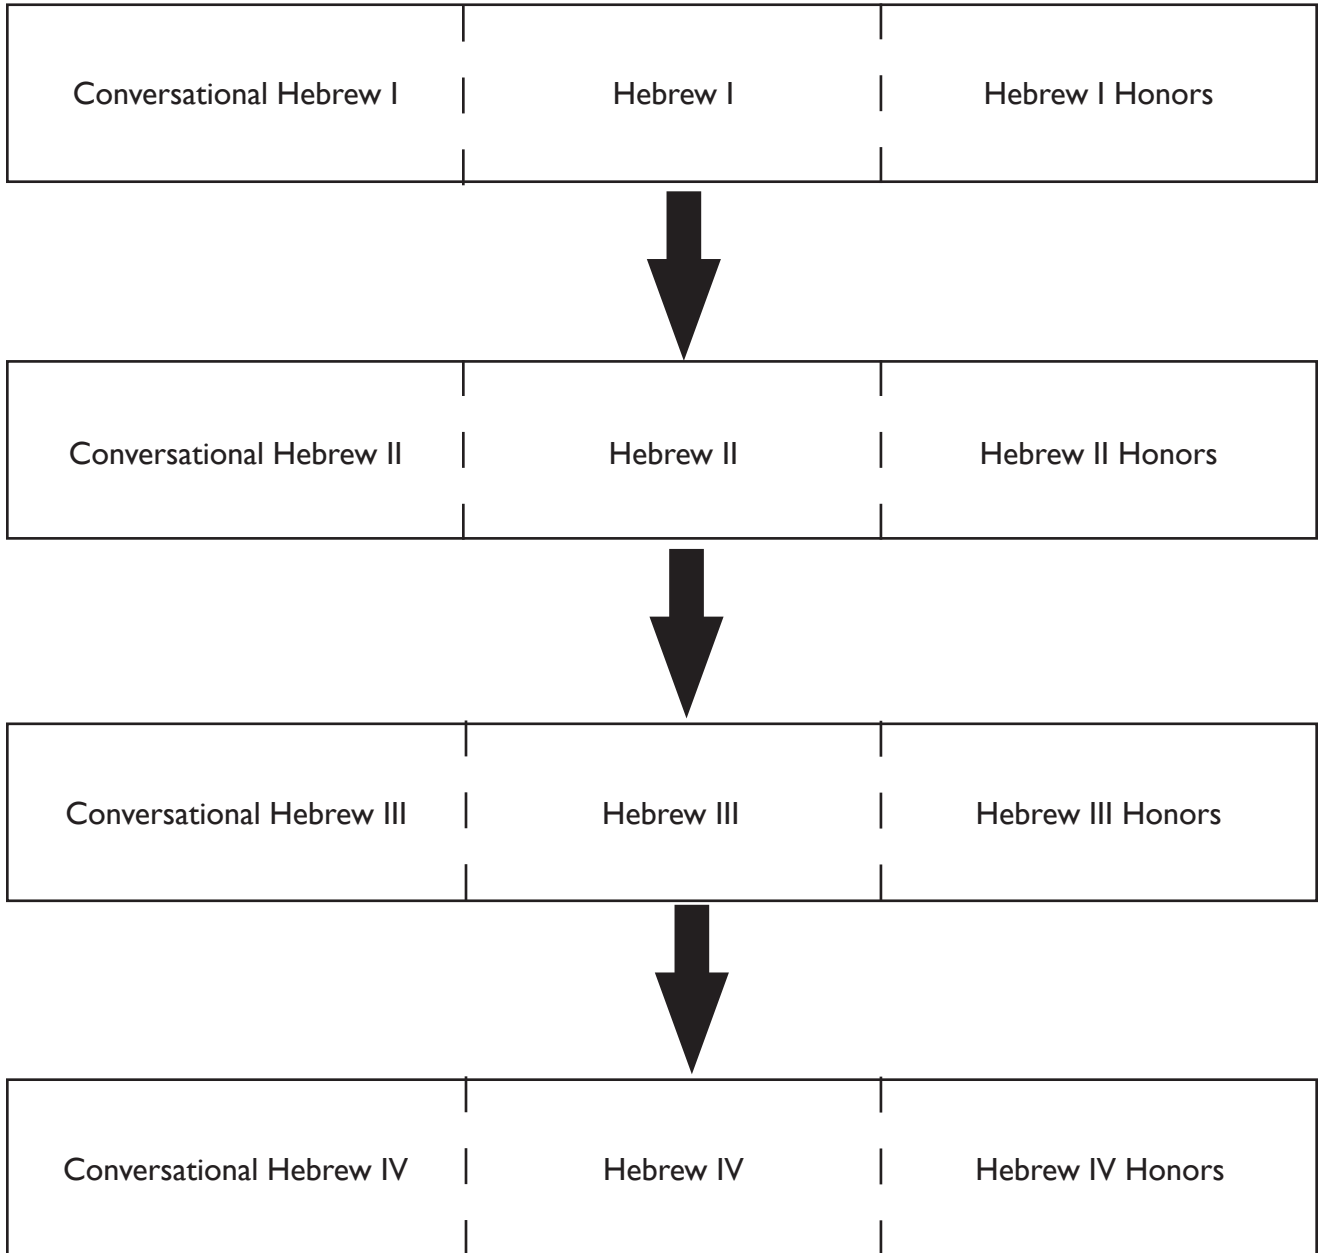 Conversational Hebrew I
Hebrew I
Hebrew I Honors
Conversational Hebrew II
Hebrew II
Hebrew II Honors
Conversational Hebrew III
Hebrew III
Hebrew III Honors
Conversational Hebrew IV
Hebrew IV
Hebrew IV Honors